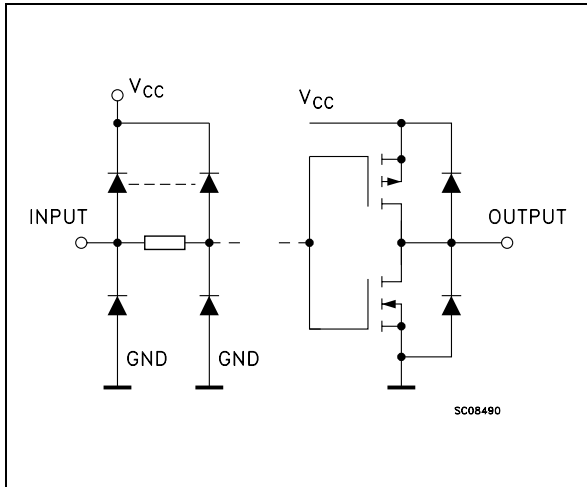 VCC
VCC
INPUT
OUTPUT
GND
GND
SC08490